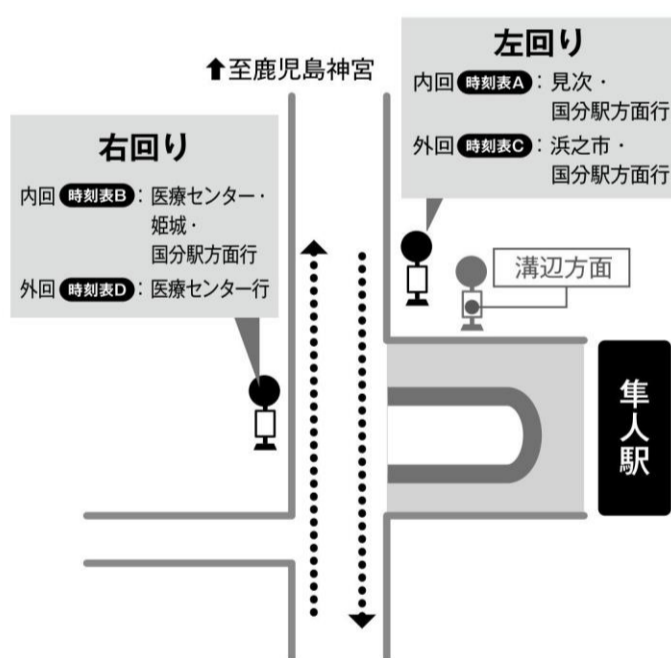 ↑至鹿児島神宮
左回り
内回 時刻表A：見次・
国分駅方面行
外回 時刻表C：浜之市・
国分駅方面行
右回り
内回 時刻表B：医療センター・
姫城・
国分駅方面行
外回 時刻表D：医療センター行
溝辺方面
隼人駅